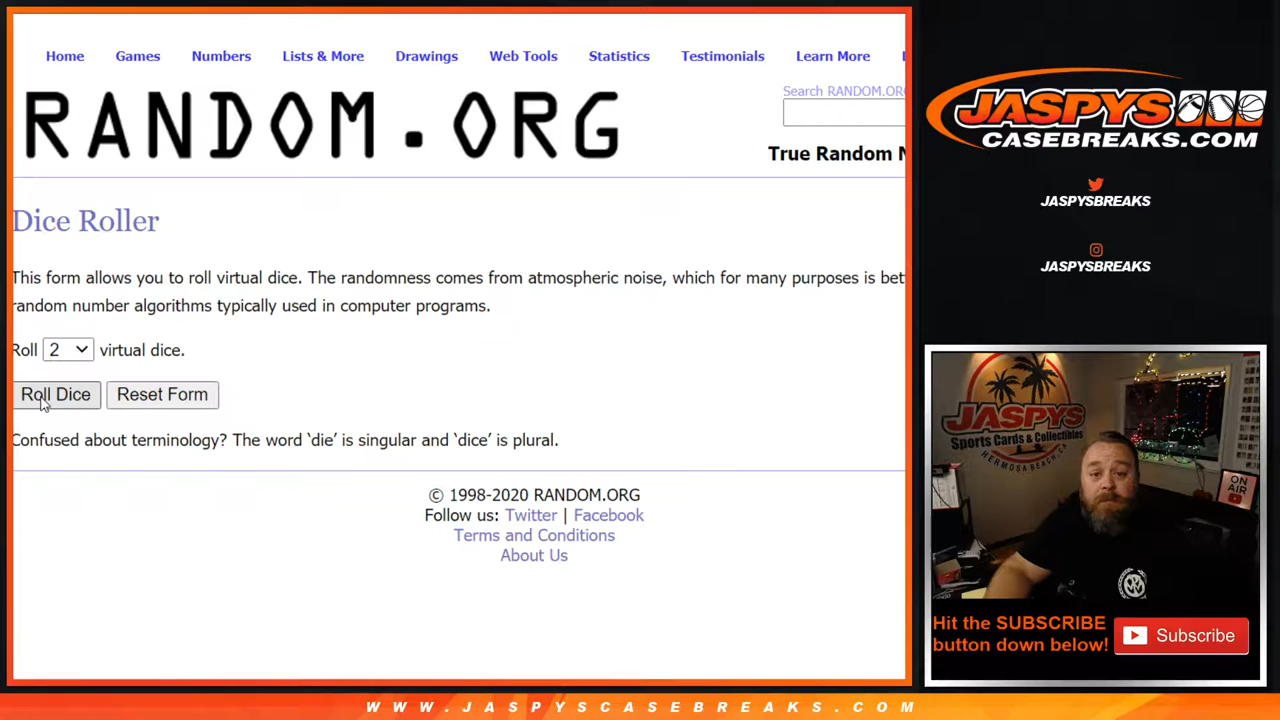 Home Games Numbers Lists & More Drawings Web Tools Statistics Testimonials Learn More
RANDOM.ORG
Search RANDOM.ORG
True Random N
Dice Roller
This form allows you to roll virtual dice. The randomness comes from atmospheric noise, which for many purposes is bet
random number algorithms typically used in computer programs.
Roll 2 virtual dice.
Roll Dice Reset Form
Confused about terminology? The word ‘die’ is singular and ‘dice’ is plural.
© 1998-2020 RANDOM.ORG
Follow us: Twitter | Facebook
Terms and Conditions
About Us
JASPYS
CASEBREAKS.COM
JASPYSBREAKS
JASPYSBREAKS
JASPYS
Sports Cards & Collectibles
HERMOSA BEACH, CA
ON AIR
Hit the SUBSCRIBE
button down below!
Subscribe
WWW.JASPYSCASEBREAKS.COM